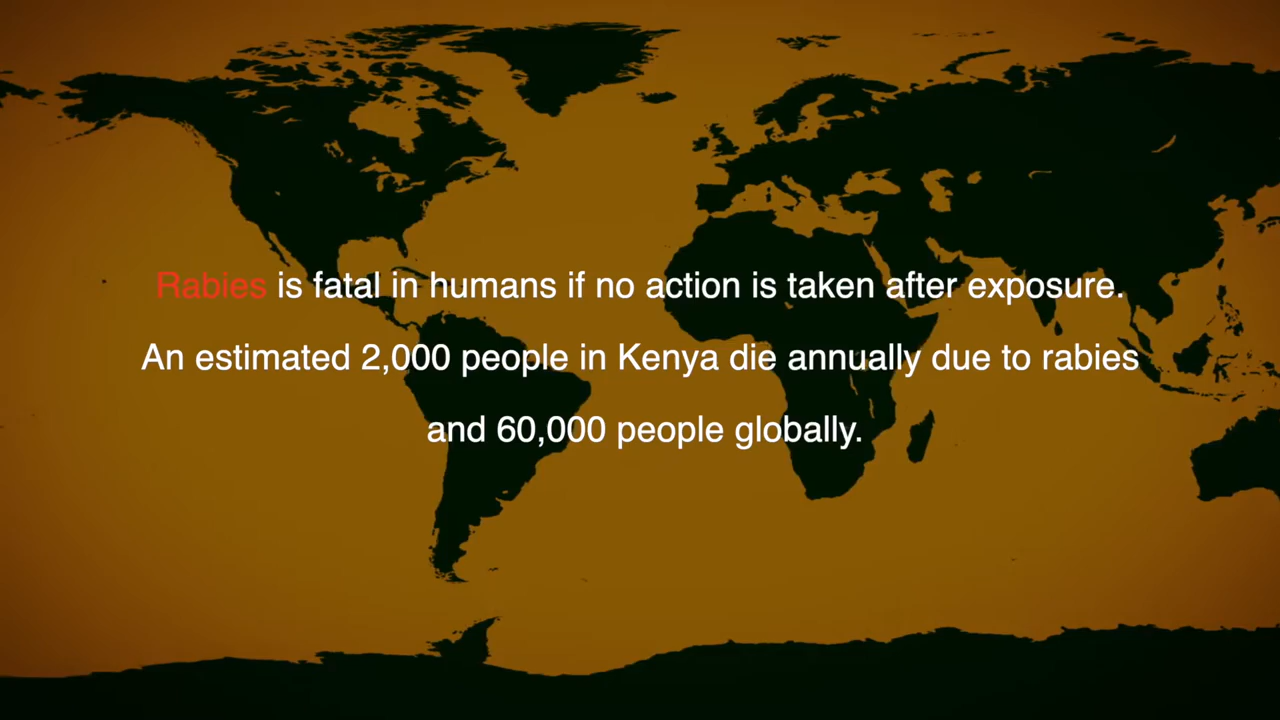 Rabies is fatal in humans if no action is taken after exposure.
An estimated 2,000 people in Kenya die annually due to rabies
and 60,000 people globally.